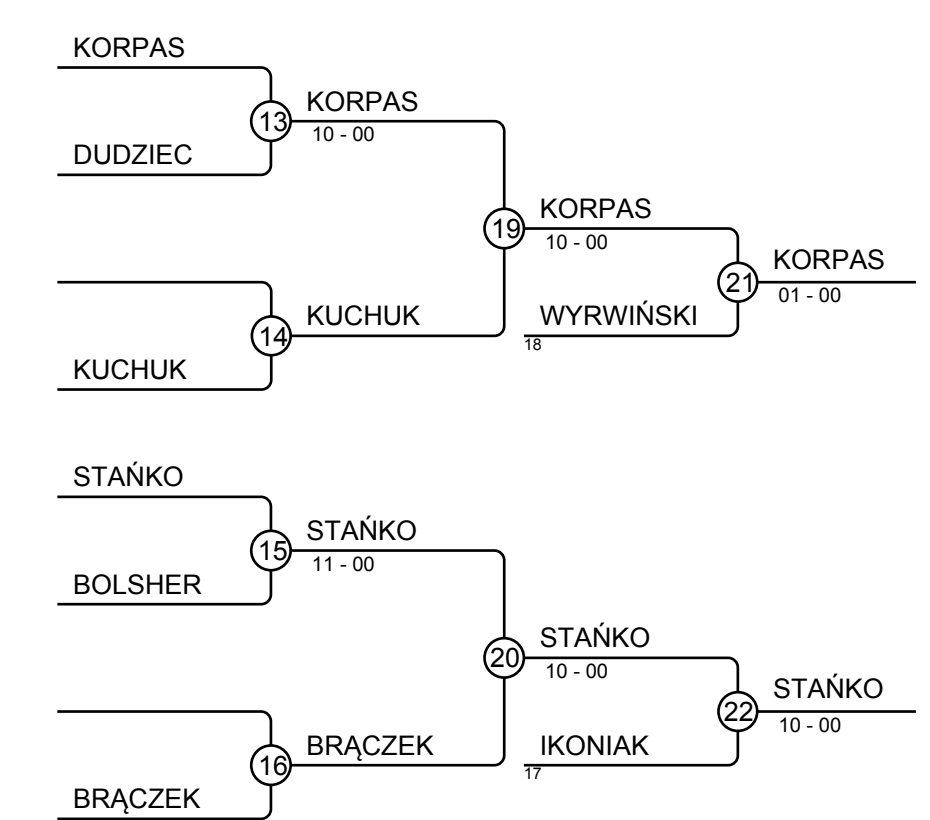 KORPAS
KORPAS
13
10 - 00
DUDZIEC
KORPAS
19
10 - 00
KORPAS
21
01 - 00
KUCHUK
14
WYRWIŃSKI
18
KUCHUK
STAŃKO
STAŃKO
15
11 - 00
BOLSHER
STAŃKO
20
10 - 00
STAŃKO
22
10 - 00
BRĄCZEK
16
IKONIAK
17
BRĄCZEK